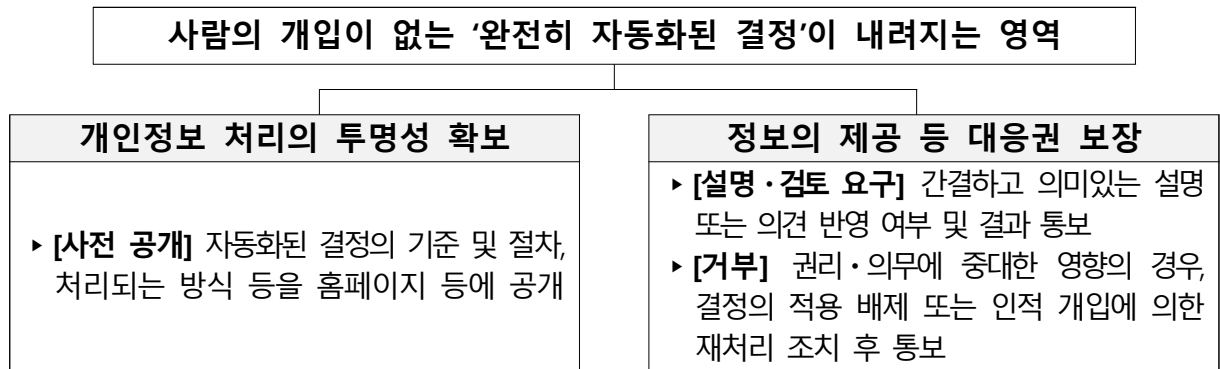 사람의 개입이 없는 ‘완전히 자동화된 결정’이 내려지는 영역
개인정보 처리의 투명성 확보
▸ [사전 공개] 자동화된 결정의 기준 및 절차,
처리되는 방식 등을 홈페이지 등에 공개
정보의 제공 등 대응권 보장
▸ [설명・검토 요구] 간결하고 의미있는 설명
또는 의견 반영 여부 및 결과 통보
▸ [거부] 권리・의무에 중대한 영향의 경우,
결정의 적용 배제 또는 인적 개입에 의한
재처리 조치 후 통보